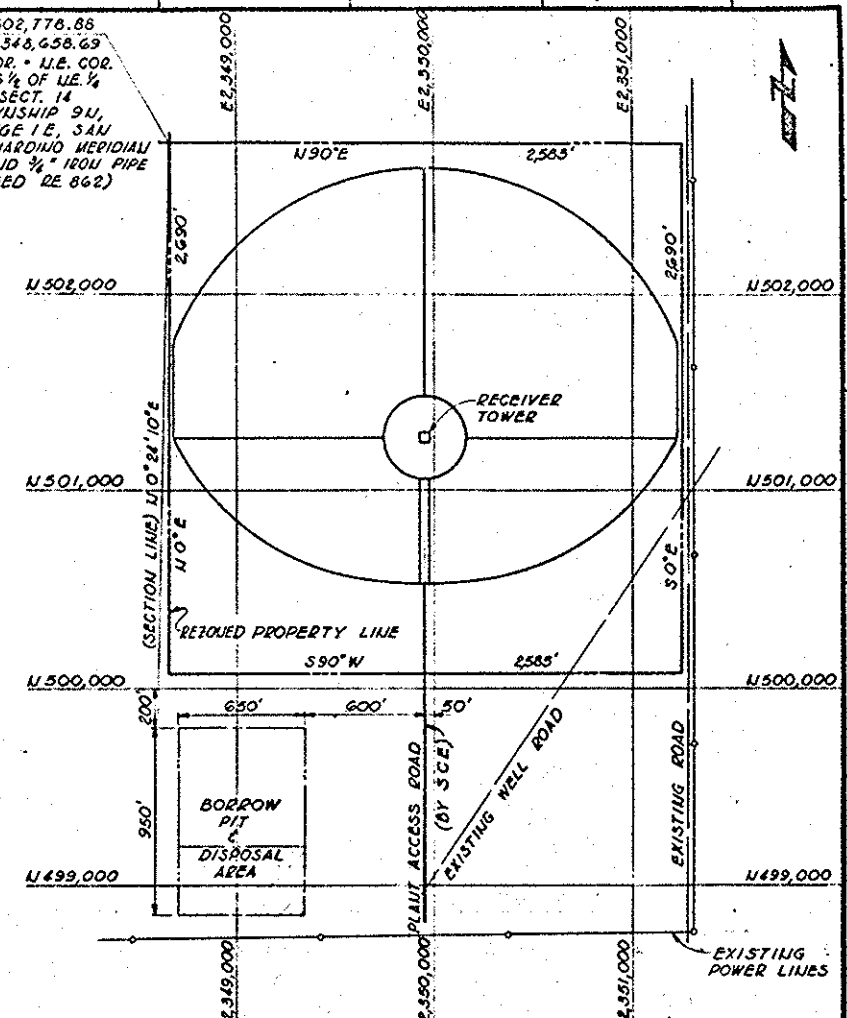 502,778.88
348,658.69
OR. • N.E. COR.
S ½ OF N.E. ¼
SECT. 14
WNSHIP 9N,
GE 1E, SAN
NARDINO MERIDIAN
ND ¾" IRON PIPE
ED RE 862)
E2,349,000
E2,350,000
E2,351,000
N90°E
2,585'
2,690'
2,690'
N502,000
N502,000
RECEIVER
TOWER
N501,000
N501,000
(SECTION LINE) N0°24'10"E
N0°E
S0°E
REZONED PROPERTY LINE
S90°W
2,585'
N500,000
N500,000
200'
650'
600'
50'
950'
BORROW
PIT
&
DISPOSAL
AREA
PLANT ACCESS ROAD
(BY SCE)
EXISTING WELL ROAD
EXISTING ROAD
N499,000
N499,000
2,349,000
2,350,000
2,351,000
EXISTING
POWER LINES